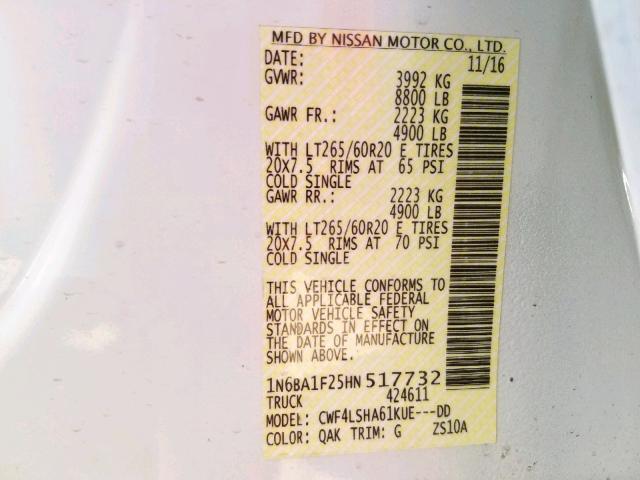 MFD BY NISSAN MOTOR CO., LTD.
DATE: 11/16
GVWR: 3992 KG
8800 LB
GAWR FR.: 2223 KG
4900 LB
WITH LT265/60R20 E TIRES
20X7.5 RIMS AT 65 PSI
COLD SINGLE
GAWR RR.: 2223 KG
4900 LB
WITH LT265/60R20 E TIRES
20X7.5 RIMS AT 70 PSI
COLD SINGLE
THIS VEHICLE CONFORMS TO
ALL APPLICABLE FEDERAL
MOTOR VEHICLE SAFETY
STANDARDS IN EFFECT ON
THE DATE OF MANUFACTURE
SHOWN ABOVE.
1N6BA1F25HN517732
TRUCK 424611
MODEL: CWF4LSHA61KUE---DD
COLOR: QAK TRIM: G ZS10A